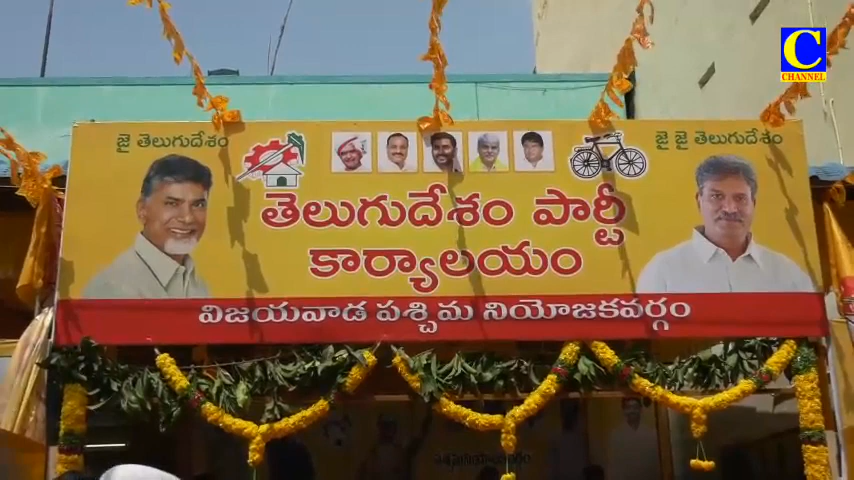 C
CHANNEL
జై తెలుగుదేశం
జై జై తెలుగుదేశం
తెలుగుదేశం పార్టీ
కార్యాలయం
విజయవాడ పశ్చిమ నియోజకవర్గం